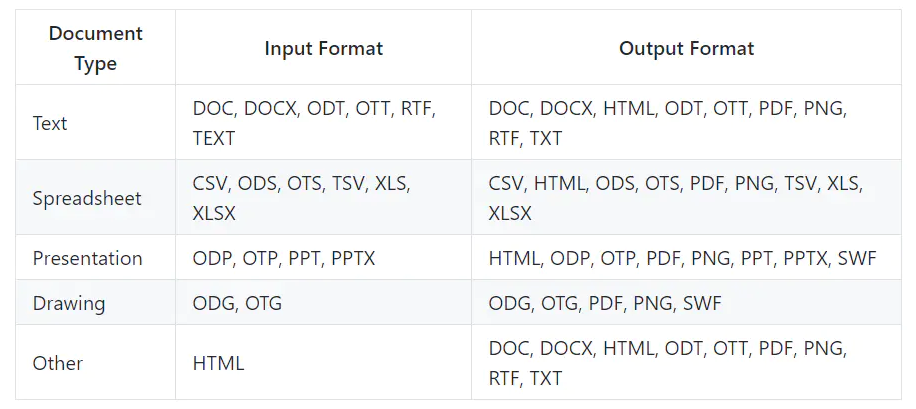 Document Type Input Format Output Format
Text DOC, DOCX, ODT, OTT, RTF, TEXT DOC, DOCX, HTML, ODT, OTT, PDF, PNG, RTF, TXT
Spreadsheet CSV, ODS, OTS, TSV, XLS, XLSX CSV, HTML, ODS, OTS, PDF, PNG, TSV, XLS, XLSX
Presentation ODP, OTP, PPT, PPTX HTML, ODP, OTP, PDF, PNG, PPT, PPTX, SWF
Drawing ODG, OTG ODG, OTG, PDF, PNG, SWF
Other HTML DOC, DOCX, HTML, ODT, OTT, PDF, PNG, RTF, TXT